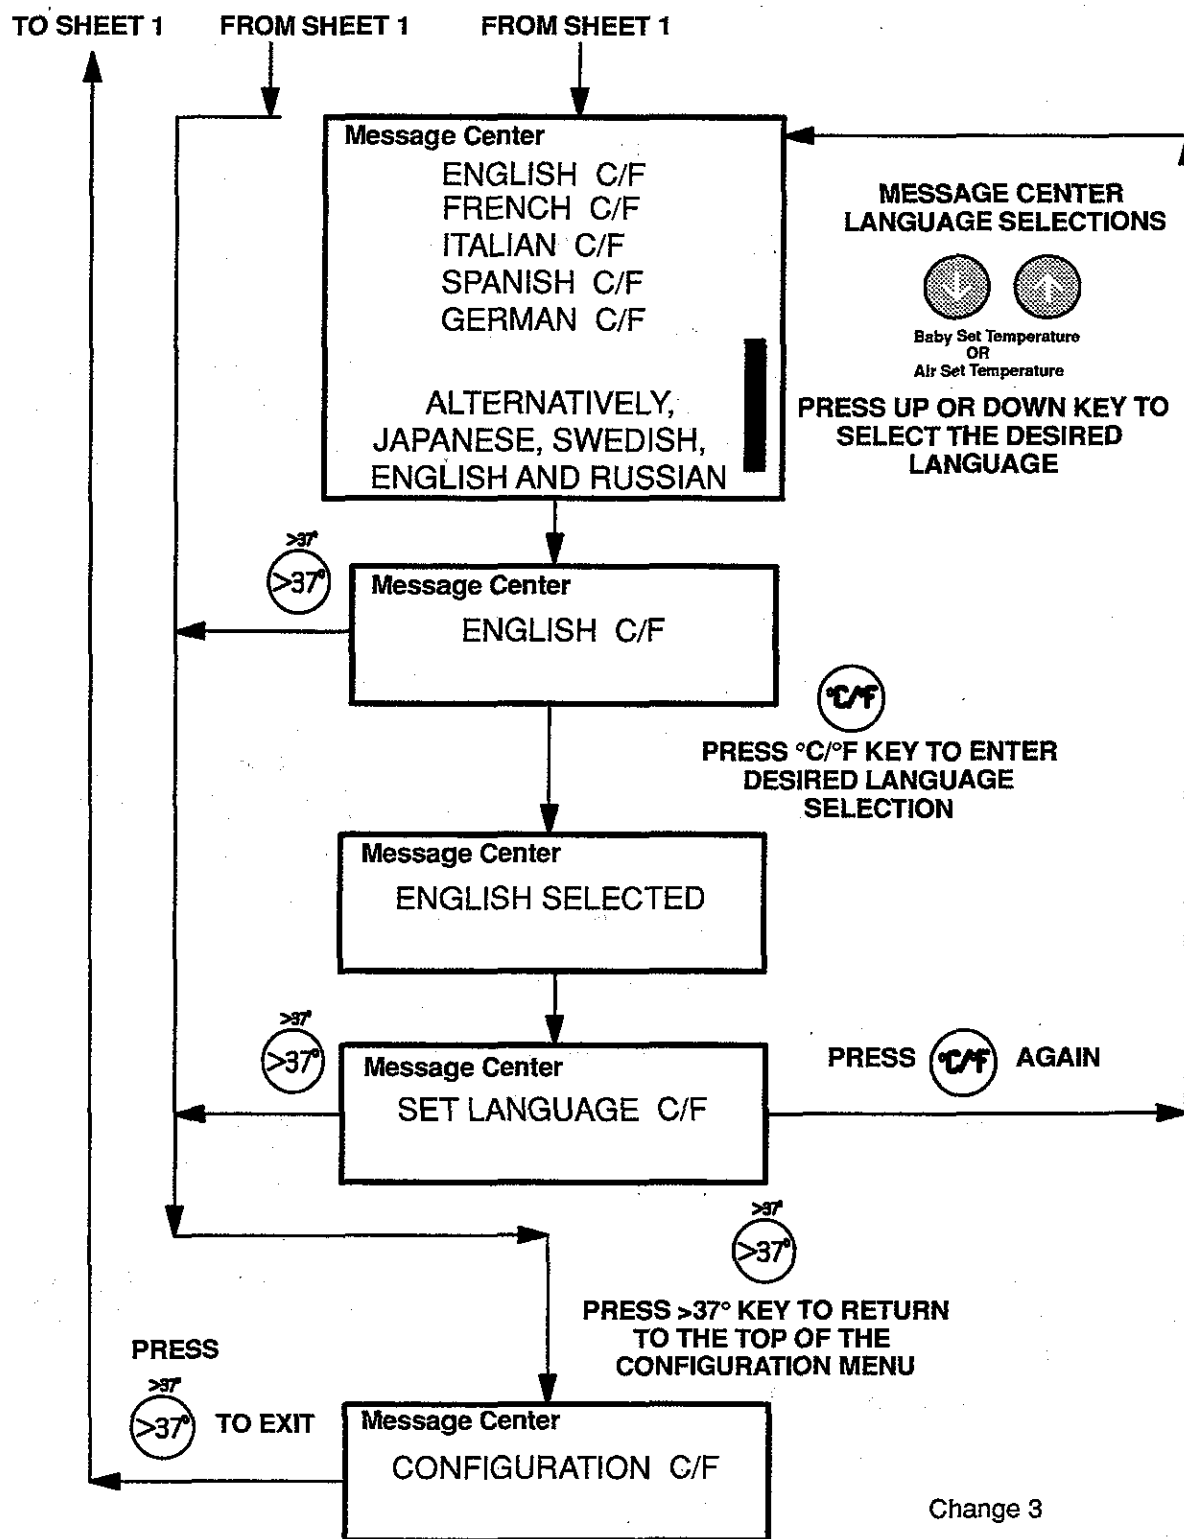 TO SHEET 1 FROM SHEET 1 FROM SHEET 1
Message Center
ENGLISH C/F
FRENCH C/F
ITALIAN C/F
SPANISH C/F
GERMAN C/F
ALTERNATIVELY,
JAPANESE, SWEDISH,
ENGLISH AND RUSSIAN
MESSAGE CENTER
LANGUAGE SELECTIONS
Baby Set Temperature
OR
Air Set Temperature
PRESS UP OR DOWN KEY TO
SELECT THE DESIRED
LANGUAGE
>37°
>37°
Message Center
ENGLISH C/F
°C/°F
PRESS °C/°F KEY TO ENTER
DESIRED LANGUAGE
SELECTION
Message Center
ENGLISH SELECTED
>37°
>37°
Message Center
SET LANGUAGE C/F
PRESS °C/°F AGAIN
>37°
>37°
PRESS >37° KEY TO RETURN
TO THE TOP OF THE
CONFIGURATION MENU
PRESS
>37°
>37° TO EXIT
Message Center
CONFIGURATION C/F
Change 3